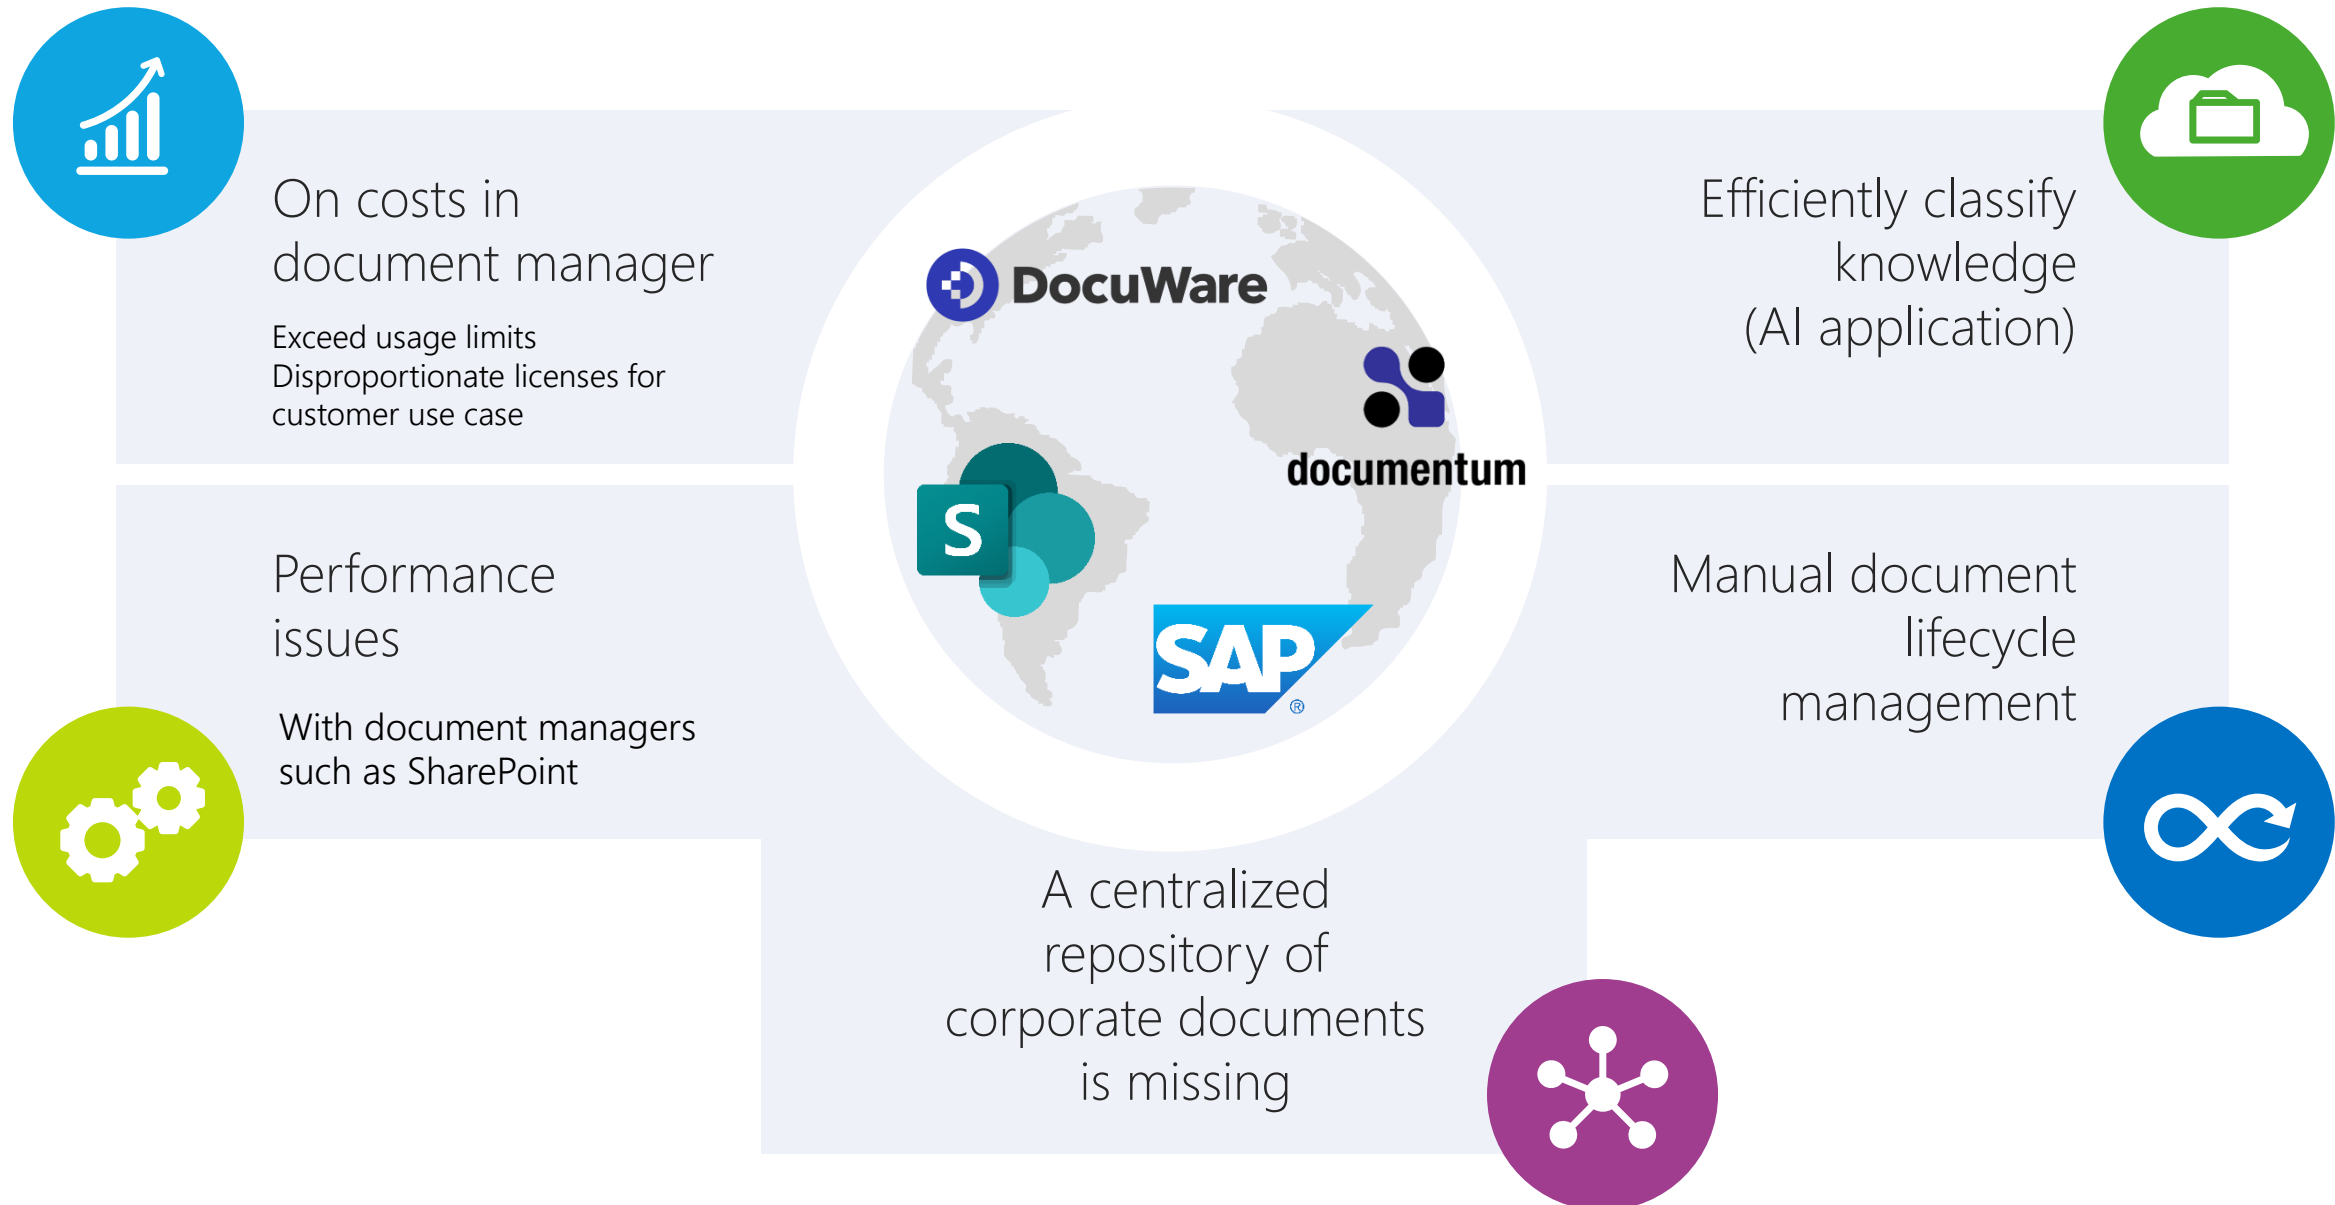 On costs in
document manager
Exceed usage limits
Disproportionate licenses for
customer use case
Performance
issues
With document managers
such as SharePoint
DocuWare
documentum
S
SAP
®
Efficiently classify
knowledge
(AI application)
Manual document
lifecycle
management
A centralized
repository of
corporate documents
is missing